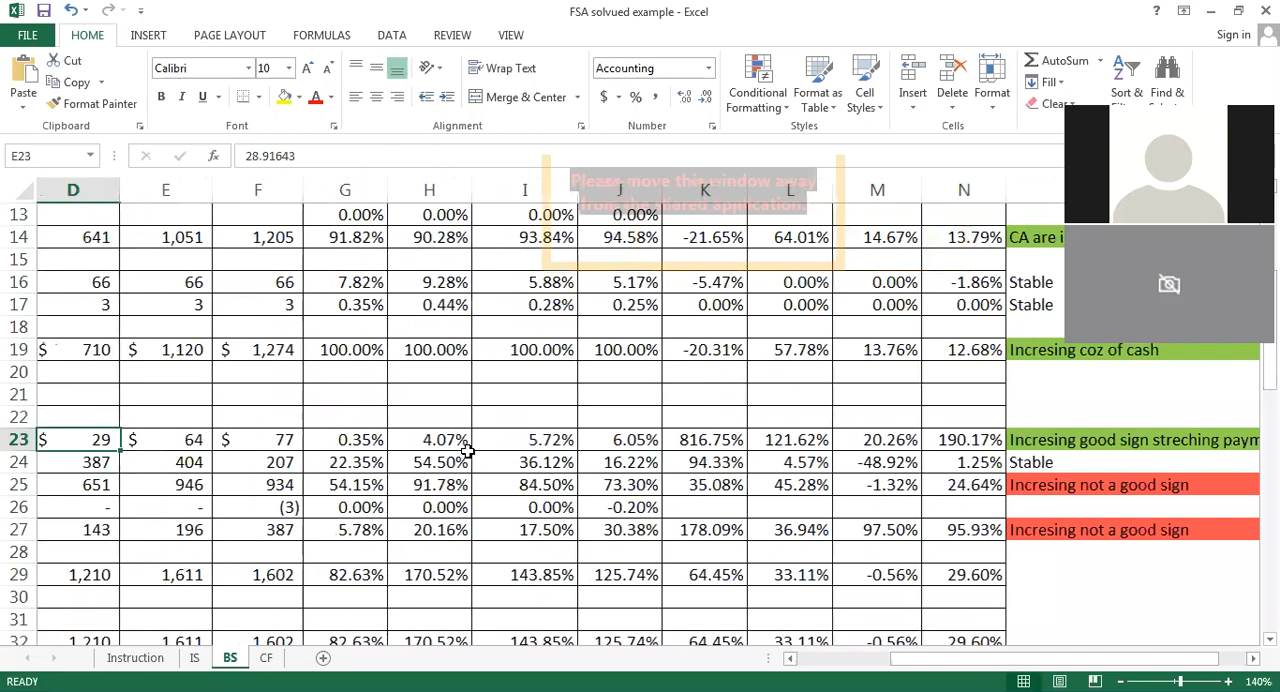 FSA solvued example - Excel
? 
FILE HOME INSERT PAGE LAYOUT FORMULAS DATA REVIEW VIEW Sign in
Paste Cut Copy Format Painter Clipboard
Calibri 10 A A B I U A Font
Wrap Text Merge & Center Alignment
Accounting $ % , Number
Conditional Formatting Format as Table Cell Styles Styles
Insert Delete Format Cells
AutoSum Fill Clear Sort & Find &
E23 fx 28.91643
Please move this window away
from the shared application.
D E F G H I J K L M N
13 0.00% 0.00% 0.00% 0.00%
14 641 1,051 1,205 91.82% 90.28% 93.84% 94.58% -21.65% 64.01% 14.67% 13.79% CA are i
15
16 66 66 66 7.82% 9.28% 5.88% 5.17% -5.47% 0.00% 0.00% -1.86% Stable
17 3 3 3 0.35% 0.44% 0.28% 0.25% 0.00% 0.00% 0.00% 0.00% Stable
18
19 $ 710 $ 1,120 $ 1,274 100.00% 100.00% 100.00% 100.00% -20.31% 57.78% 13.76% 12.68% Incresing coz of cash
20
21
22
23 $ 29 $ 64 $ 77 0.35% 4.07% 5.72% 6.05% 816.75% 121.62% 20.26% 190.17% Incresing good sign streching paym
24 387 404 207 22.35% 54.50% 36.12% 16.22% 94.33% 4.57% -48.92% 1.25% Stable
25 651 946 934 54.15% 91.78% 84.50% 73.30% 35.08% 45.28% -1.32% 24.64% Incresing not a good sign
26 - - (3) 0.00% 0.00% 0.00% -0.20%
27 143 196 387 5.78% 20.16% 17.50% 30.38% 178.09% 36.94% 97.50% 95.93% Incresing not a good sign
28
29 1,210 1,611 1,602 82.63% 170.52% 143.85% 125.74% 64.45% 33.11% -0.56% 29.60%
30
31
32 1,210 1,611 1,602 82.63% 170.52% 143.85% 125.74% 64.45% 33.11% -0.56% 29.60%
Instruction IS BS CF
READY 140%